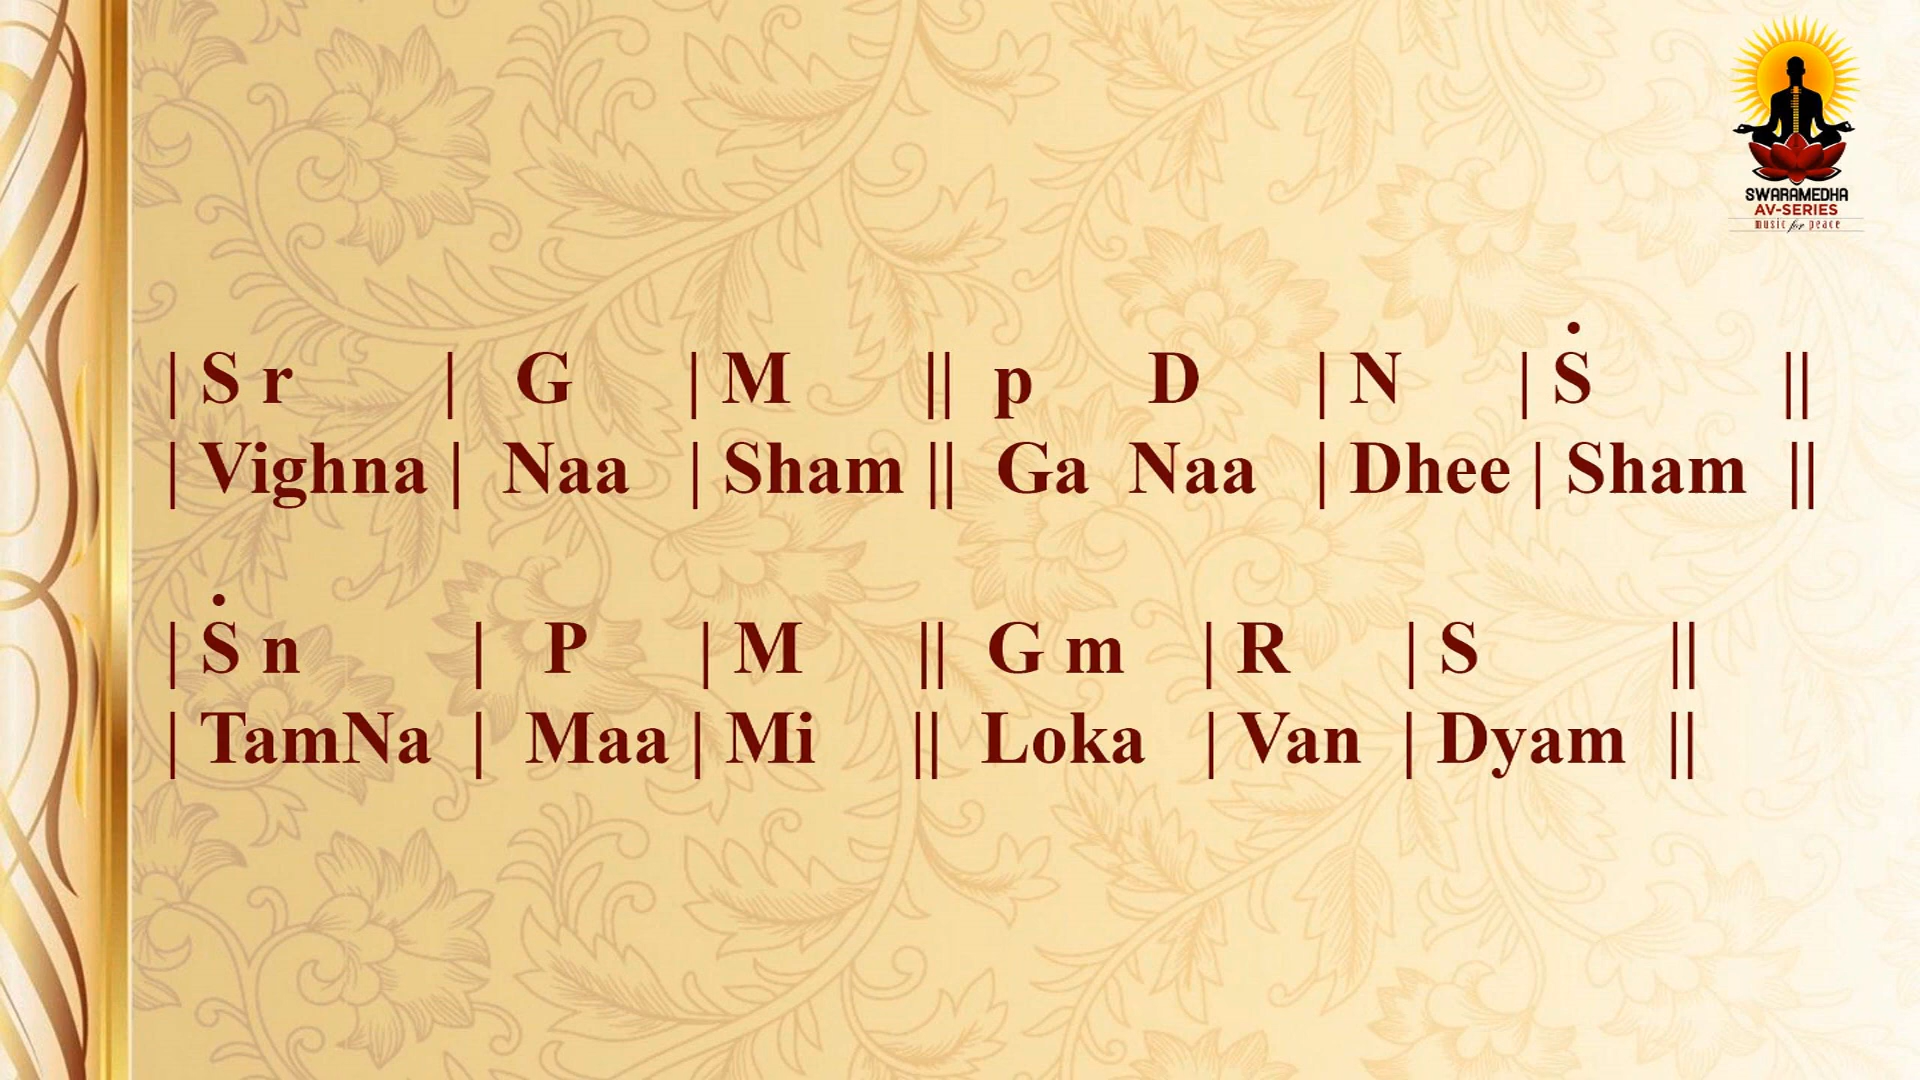 SWARAMEDHA
AV-SERIES
music for peace
| S r | G | M || p D | N | Ṡ ||
| Vighna | Naa | Sham || Ga Naa | Dhee | Sham ||
| Ṡ n | P | M || G m | R | S ||
| TamNa | Maa | Mi || Loka | Van | Dyam ||